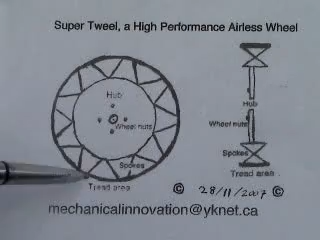 Super Tweel, a High Performance Airless Wheel
Hub
Wheel nuts
Spokes
Tread area
Hub
Wheel nuts
Spokes
Tread area
© 28/11/2007 ©
mechanicalinnovation@yknet.ca